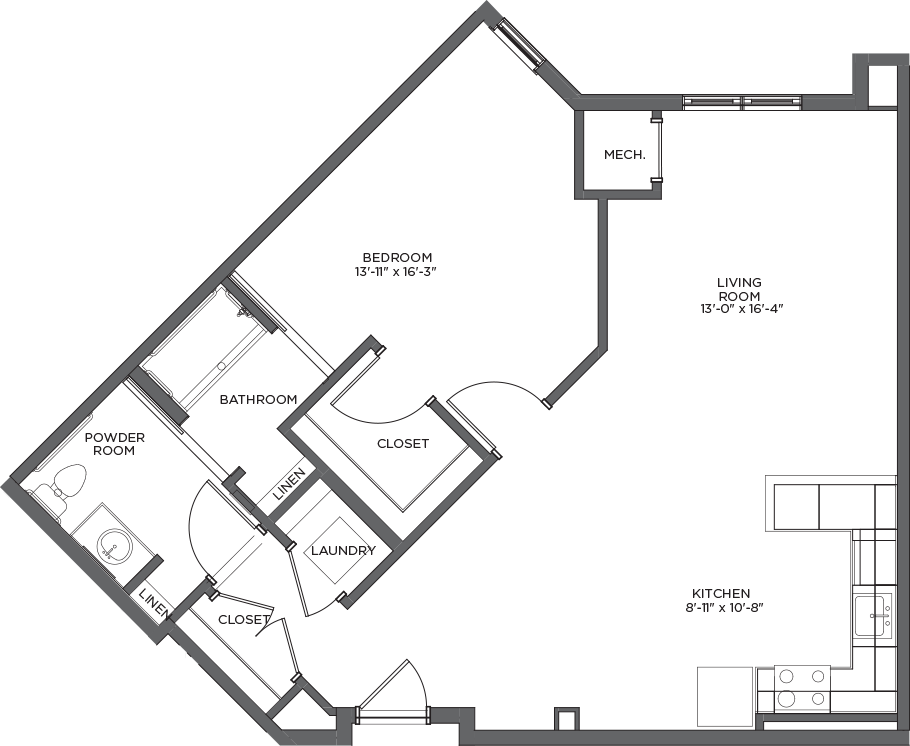 MECH.
BEDROOM
13'-11" x 16'-3"
LIVING
ROOM
13'-0" x 16'-4"
BATHROOM
POWDER
ROOM
CLOSET
LINEN
LAUNDRY
LINEN
CLOSET
KITCHEN
8'-11" x 10'-8"